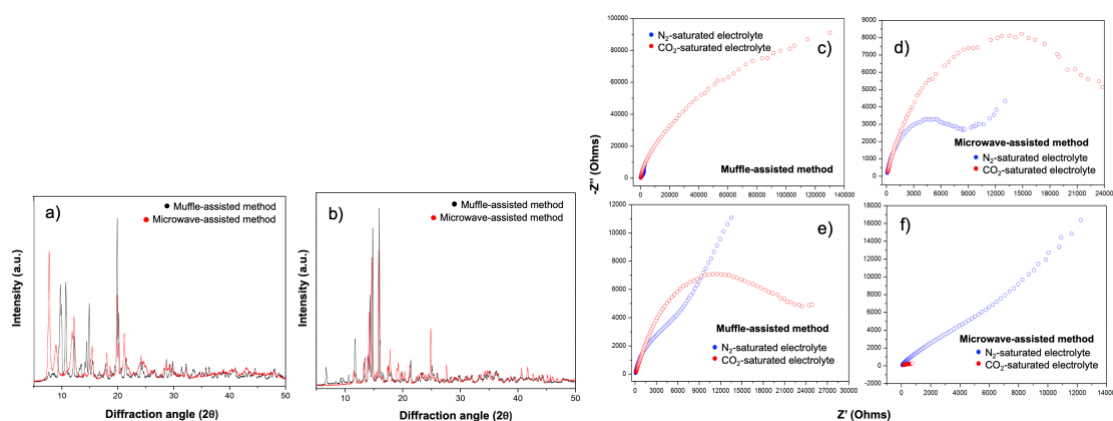 a)
Muffle-assisted method
Microwave-assisted method
Intensity (a.u.)
10 20 30 40 50
Diffraction angle (2θ)
b)
Muffle-assisted method
Microwave-assisted method
Intensity (a.u.)
10 20 30 40 50
Diffraction angle (2θ)
-Z'' (Ohms)
c)
N₂-saturated electrolyte
CO₂-saturated electrolyte
Muffle-assisted method
90000
80000
70000
60000
50000
40000
30000
20000
10000
0
0 20000 40000 60000 80000 100000 120000 140000
d)
Microwave-assisted method
N₂-saturated electrolyte
CO₂-saturated electrolyte
9000
8000
7000
6000
5000
4000
3000
2000
1000
0
-1000
0 3000 6000 9000 12000 15000 18000 21000 24000
e)
Muffle-assisted method
N₂-saturated electrolyte
CO₂-saturated electrolyte
12000
10000
8000
6000
4000
2000
0
0 3000 6000 9000 12000 15000 18000 21000 24000 27000 30000
f)
Microwave-assisted method
N₂-saturated electrolyte
CO₂-saturated electrolyte
18000
16000
14000
12000
10000
8000
6000
4000
2000
0
-2000
0 2000 4000 6000 8000 10000 12000 14000
Z' (Ohms)